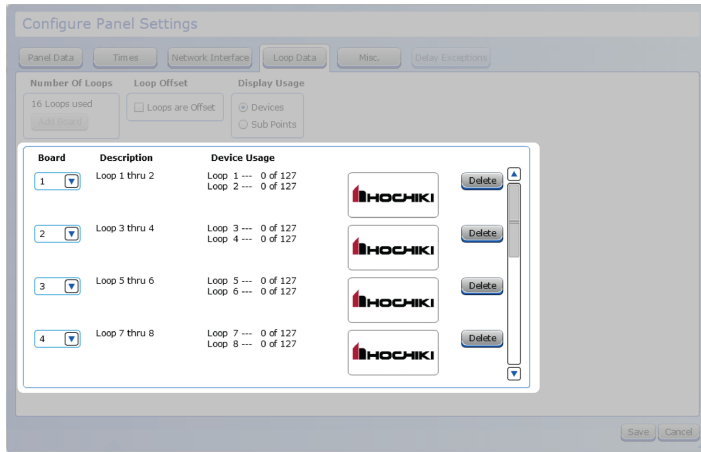 Configure Panel Settings
Panel Data Times Network Interface Loop Data Misc. Delay Exceptions
Number Of Loops Loop Offset Display Usage
16 Loops used Loops are Offset Devices
Add Board Sub Points
Board Description Device Usage
1 Loop 1 thru 2 Loop 1 --- 0 of 127 Delete
Loop 2 --- 0 of 127
HOCHIKI
2 Loop 3 thru 4 Loop 3 --- 0 of 127 Delete
Loop 4 --- 0 of 127
HOCHIKI
3 Loop 5 thru 6 Loop 5 --- 0 of 127 Delete
Loop 6 --- 0 of 127
HOCHIKI
4 Loop 7 thru 8 Loop 7 --- 0 of 127 Delete
Loop 8 --- 0 of 127
HOCHIKI
Save Cancel